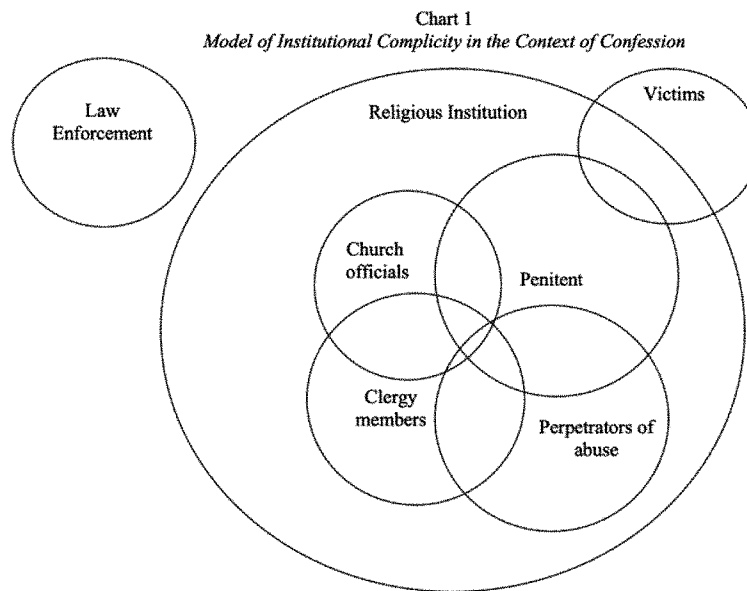 Chart 1
Model of Institutional Complicity in the Context of Confession
Law
Enforcement
Religious Institution
Victims
Church
officials
Penitent
Clergy
members
Perpetrators of
abuse